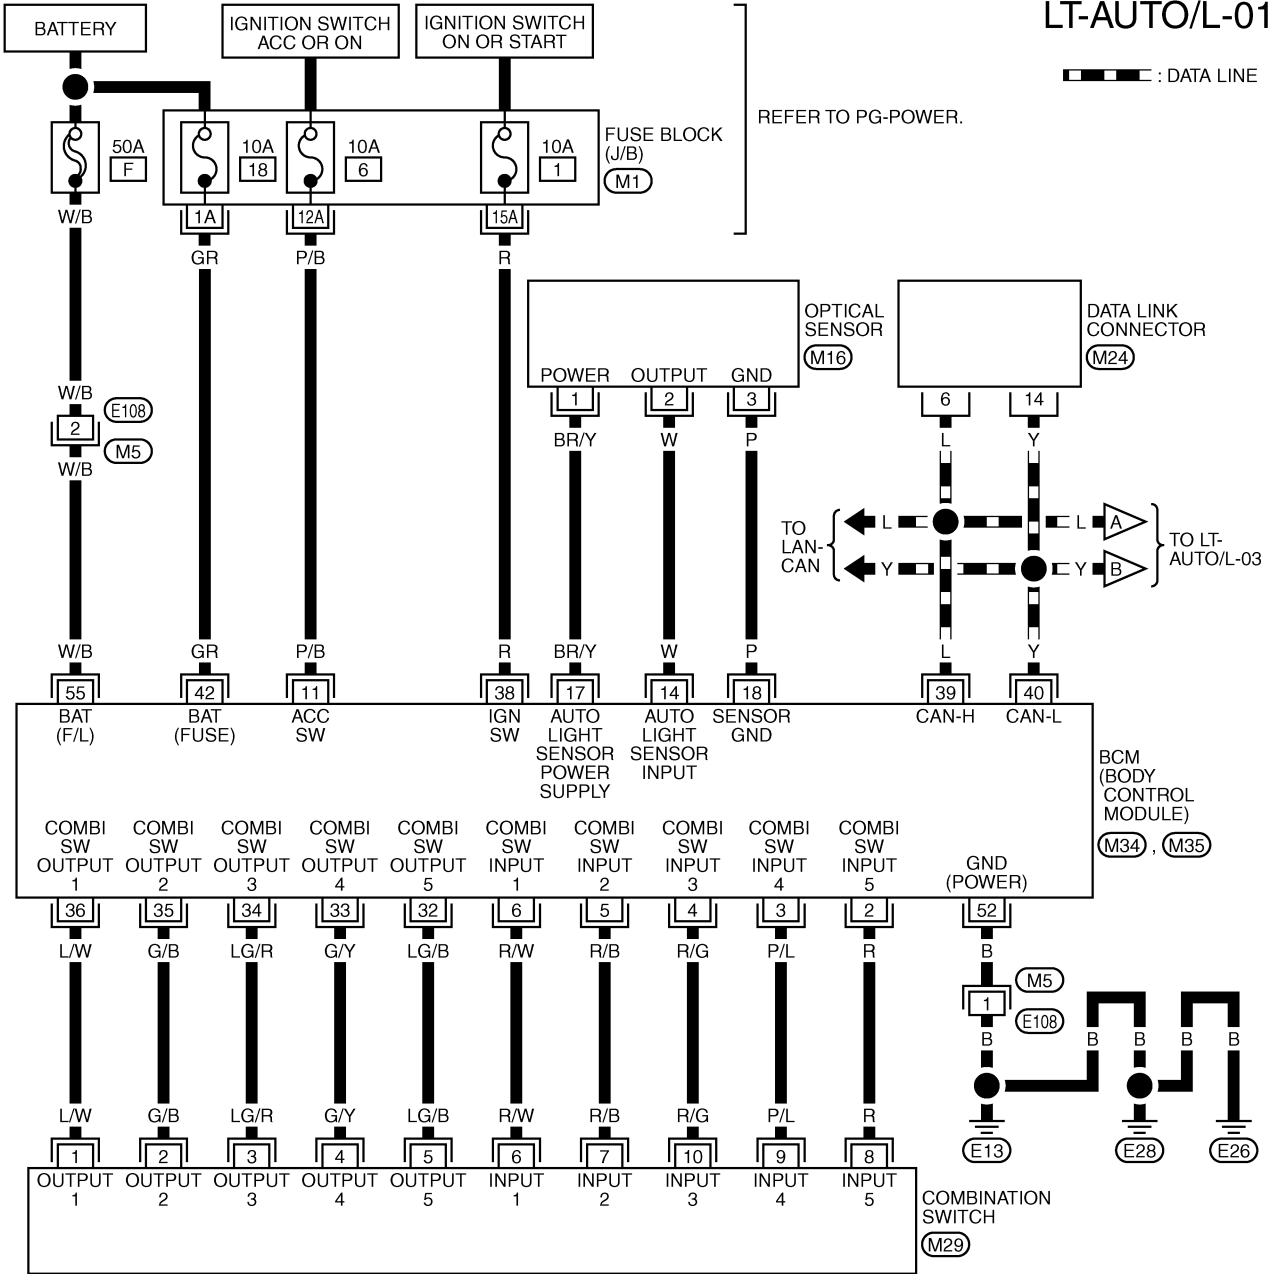 LT-AUTO/L-01
: DATA LINE
BATTERY
IGNITION SWITCH
ACC OR ON
IGNITION SWITCH
ON OR START
REFER TO PG-POWER.
50A
F
10A
18
10A
6
10A
1
FUSE BLOCK
(J/B)
M1
W/B
1A
12A
15A
GR
P/B
R
OPTICAL
SENSOR
M16
POWER
OUTPUT
GND
1
2
3
BR/Y
W
P
DATA LINK
CONNECTOR
M24
6
14
L
Y
W/B
2
E108
M5
W/B
TO
LAN-
CAN
L
L
A
Y
Y
B
TO LT-
AUTO/L-03
W/B
GR
P/B
R
BR/Y
W
P
L
Y
55
42
11
38
17
14
18
39
40
BAT
(F/L)
BAT
(FUSE)
ACC
SW
IGN
SW
AUTO
LIGHT
SENSOR
POWER
SUPPLY
AUTO
LIGHT
SENSOR
INPUT
SENSOR
GND
CAN-H
CAN-L
BCM
(BODY
CONTROL
MODULE)
M34 , M35
COMBI
SW
OUTPUT
1
COMBI
SW
OUTPUT
2
COMBI
SW
OUTPUT
3
COMBI
SW
OUTPUT
4
COMBI
SW
OUTPUT
5
COMBI
SW
INPUT
1
COMBI
SW
INPUT
2
COMBI
SW
INPUT
3
COMBI
SW
INPUT
4
COMBI
SW
INPUT
5
GND
(POWER)
36
35
34
33
32
6
5
4
3
2
52
L/W
G/B
LG/R
G/Y
LG/B
R/W
R/B
R/G
P/L
R
B
M5
1
E108
B
B
B
B
B
L/W
G/B
LG/R
G/Y
LG/B
R/W
R/B
R/G
P/L
R
E13
E28
E26
1
2
3
4
5
6
7
10
9
8
OUTPUT
1
OUTPUT
2
OUTPUT
3
OUTPUT
4
OUTPUT
5
INPUT
1
INPUT
2
INPUT
3
INPUT
4
INPUT
5
COMBINATION
SWITCH
M29